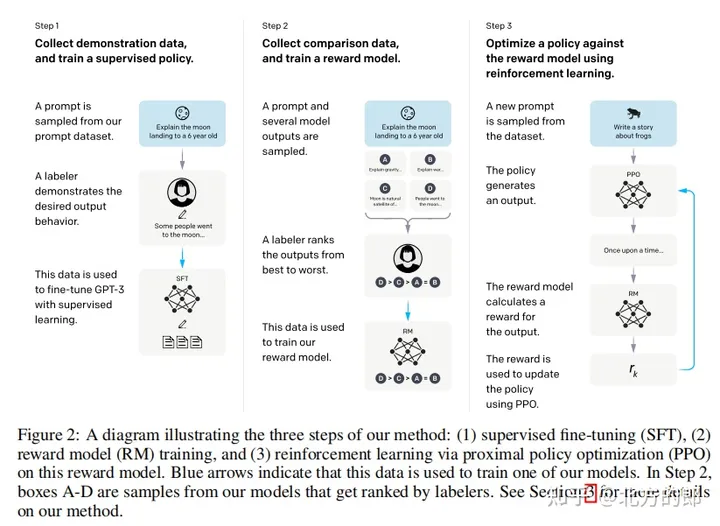 Step 1
Collect demonstration data,
and train a supervised policy.
A prompt is
sampled from our
prompt dataset.
Explain the moon
landing to a 6 year old
A labeler
demonstrates the
desired output
behavior.
Some people went
to the moon...
This data is used
to fine-tune GPT-3
with supervised
learning.
SFT
Step 2
Collect comparison data,
and train a reward model.
A prompt and
several model
outputs are
sampled.
Explain the moon
landing to a 6 year old
A
Explain gravity...
B
Explain war...
C
Moon is natural
satellite of...
D
People went to
the moon...
A labeler ranks
the outputs from
best to worst.
D > C > A = B
This data is used
to train our
reward model.
RM
D > C > A = B
Step 3
Optimize a policy against
the reward model using
reinforcement learning.
A new prompt
is sampled from
the dataset.
Write a story
about frogs
The policy
generates
an output.
PPO
Once upon a time...
The reward model
calculates a
reward for
the output.
RM
The reward is
used to update
the policy
using PPO.
rk
Figure 2: A diagram illustrating the three steps of our method: (1) supervised fine-tuning (SFT), (2)
reward model (RM) training, and (3) reinforcement learning via proximal policy optimization (PPO)
on this reward model. Blue arrows indicate that this data is used to train one of our models. In Step 2,
boxes A-D are samples from our models that get ranked by labelers. See Section 3 for more details
on our method.
知乎 @北方的郎